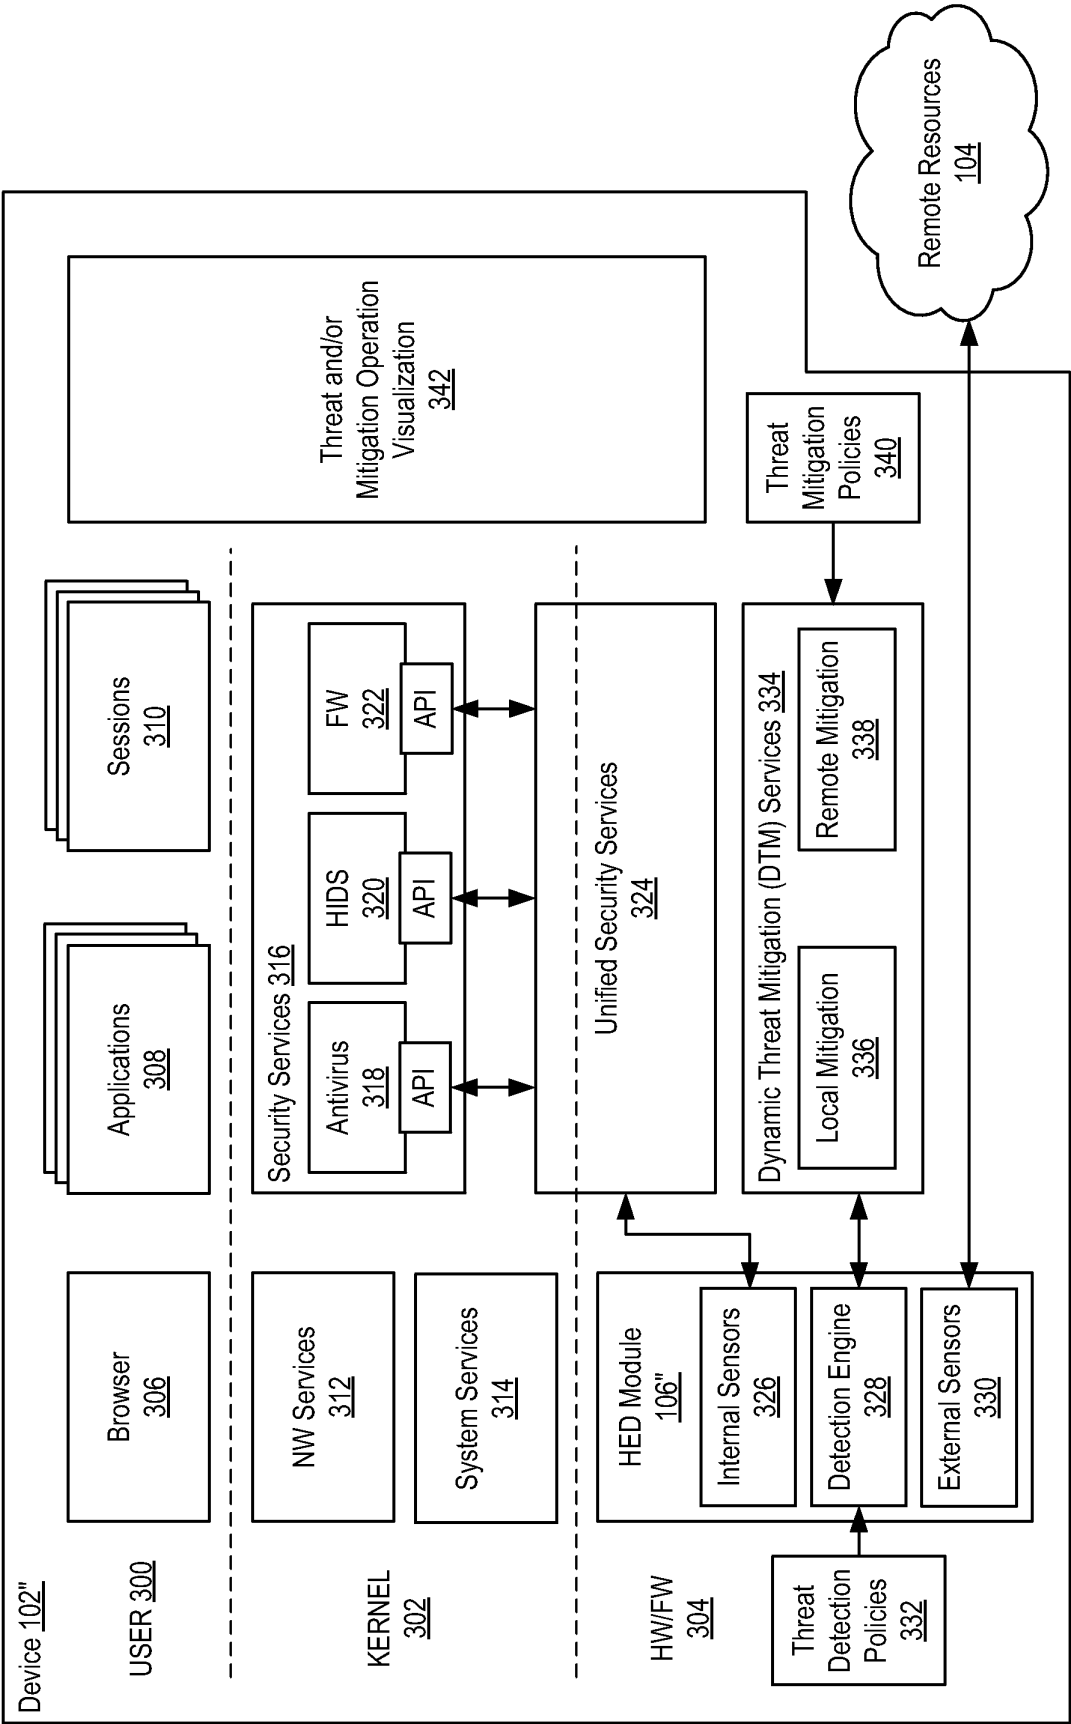 Device 102"
USER 300
Browser
306
Applications
308
Sessions
310
Threat and/or
Mitigation Operation
Visualization
342
KERNEL
302
NW Services
312
System Services
314
Security Services 316
Antivirus
318
API
HIDS
320
API
FW
322
API
Unified Security Services
324
HW/FW
304
HED Module
106"
Internal Sensors
326
Detection Engine
328
External Sensors
330
Threat
Detection
Policies
332
Dynamic Threat Mitigation (DTM) Services 334
Local Mitigation
336
Remote Mitigation
338
Threat
Mitigation
Policies
340
Remote Resources
104